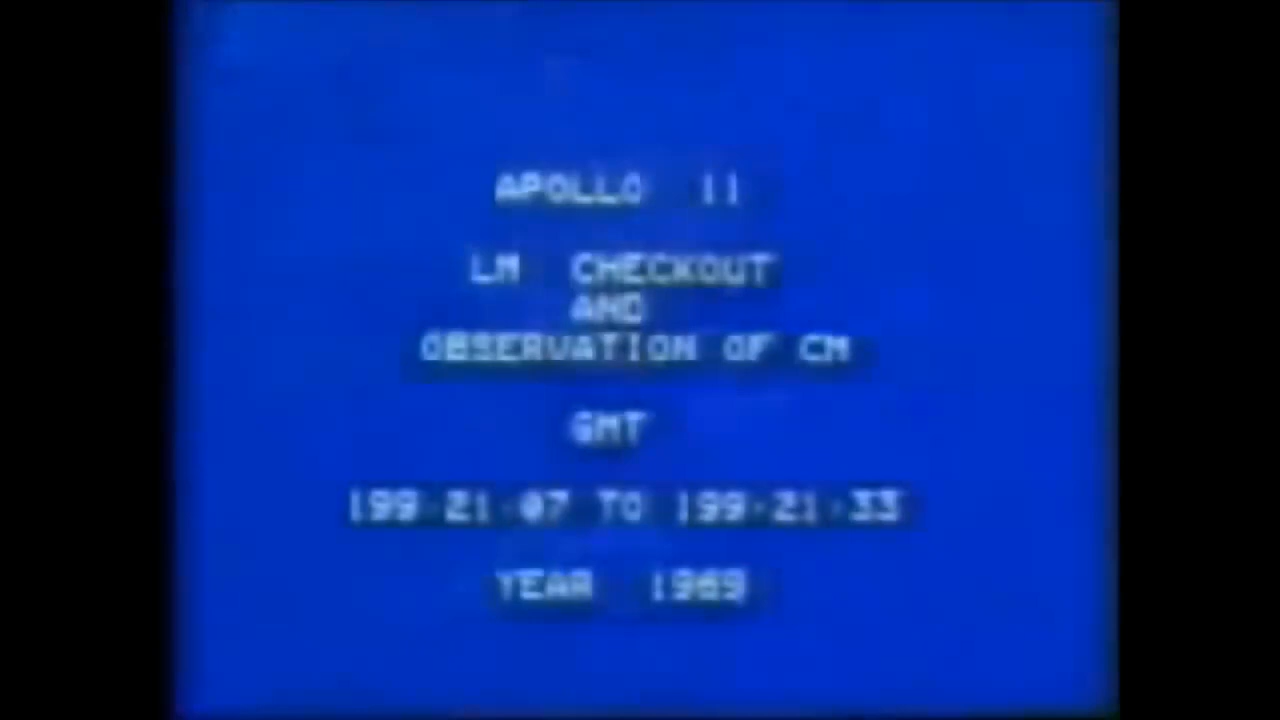 APOLLO 11
LM CHECKOUT
AND
OBSERVATION OF CM
GMT
199:21:07 TO 199:21:33
YEAR 1969